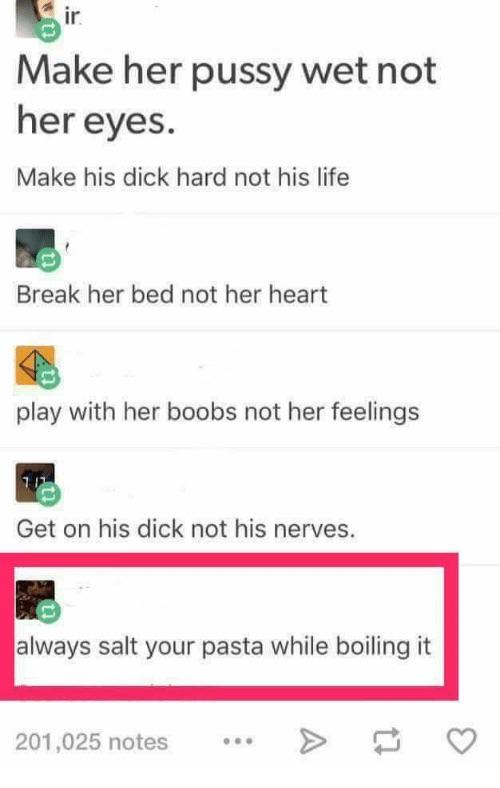 ir
Make her pussy wet not
her eyes.
Make his dick hard not his life
Break her bed not her heart
play with her boobs not her feelings
Get on his dick not his nerves.
always salt your pasta while boiling it
201,025 notes